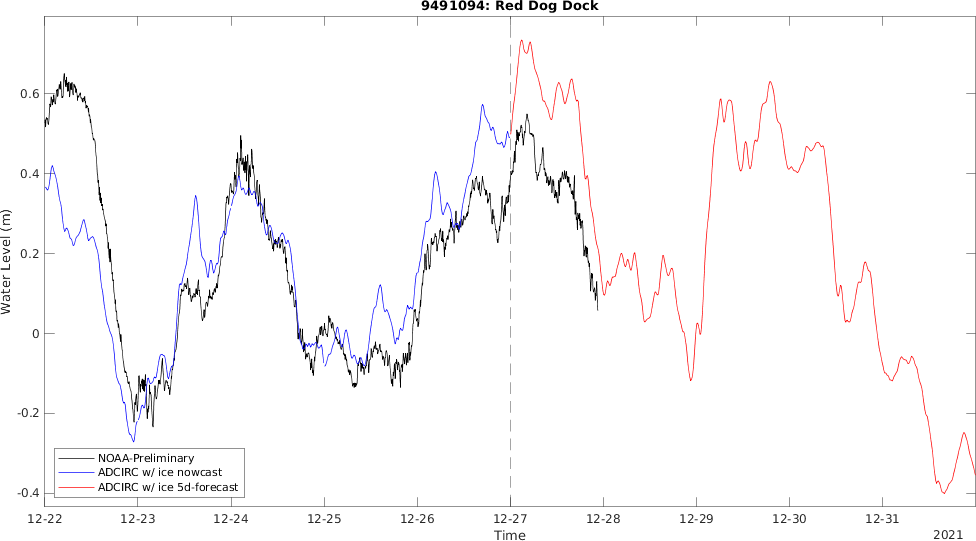 9491094: Red Dog Dock
Water Level (m)
0.6
0.4
0.2
0
-0.2
-0.4
NOAA-Preliminary
ADCIRC w/ ice nowcast
ADCIRC w/ ice 5d-forecast
12-22 12-23 12-24 12-25 12-26 12-27 12-28 12-29 12-30 12-31
Time
2021